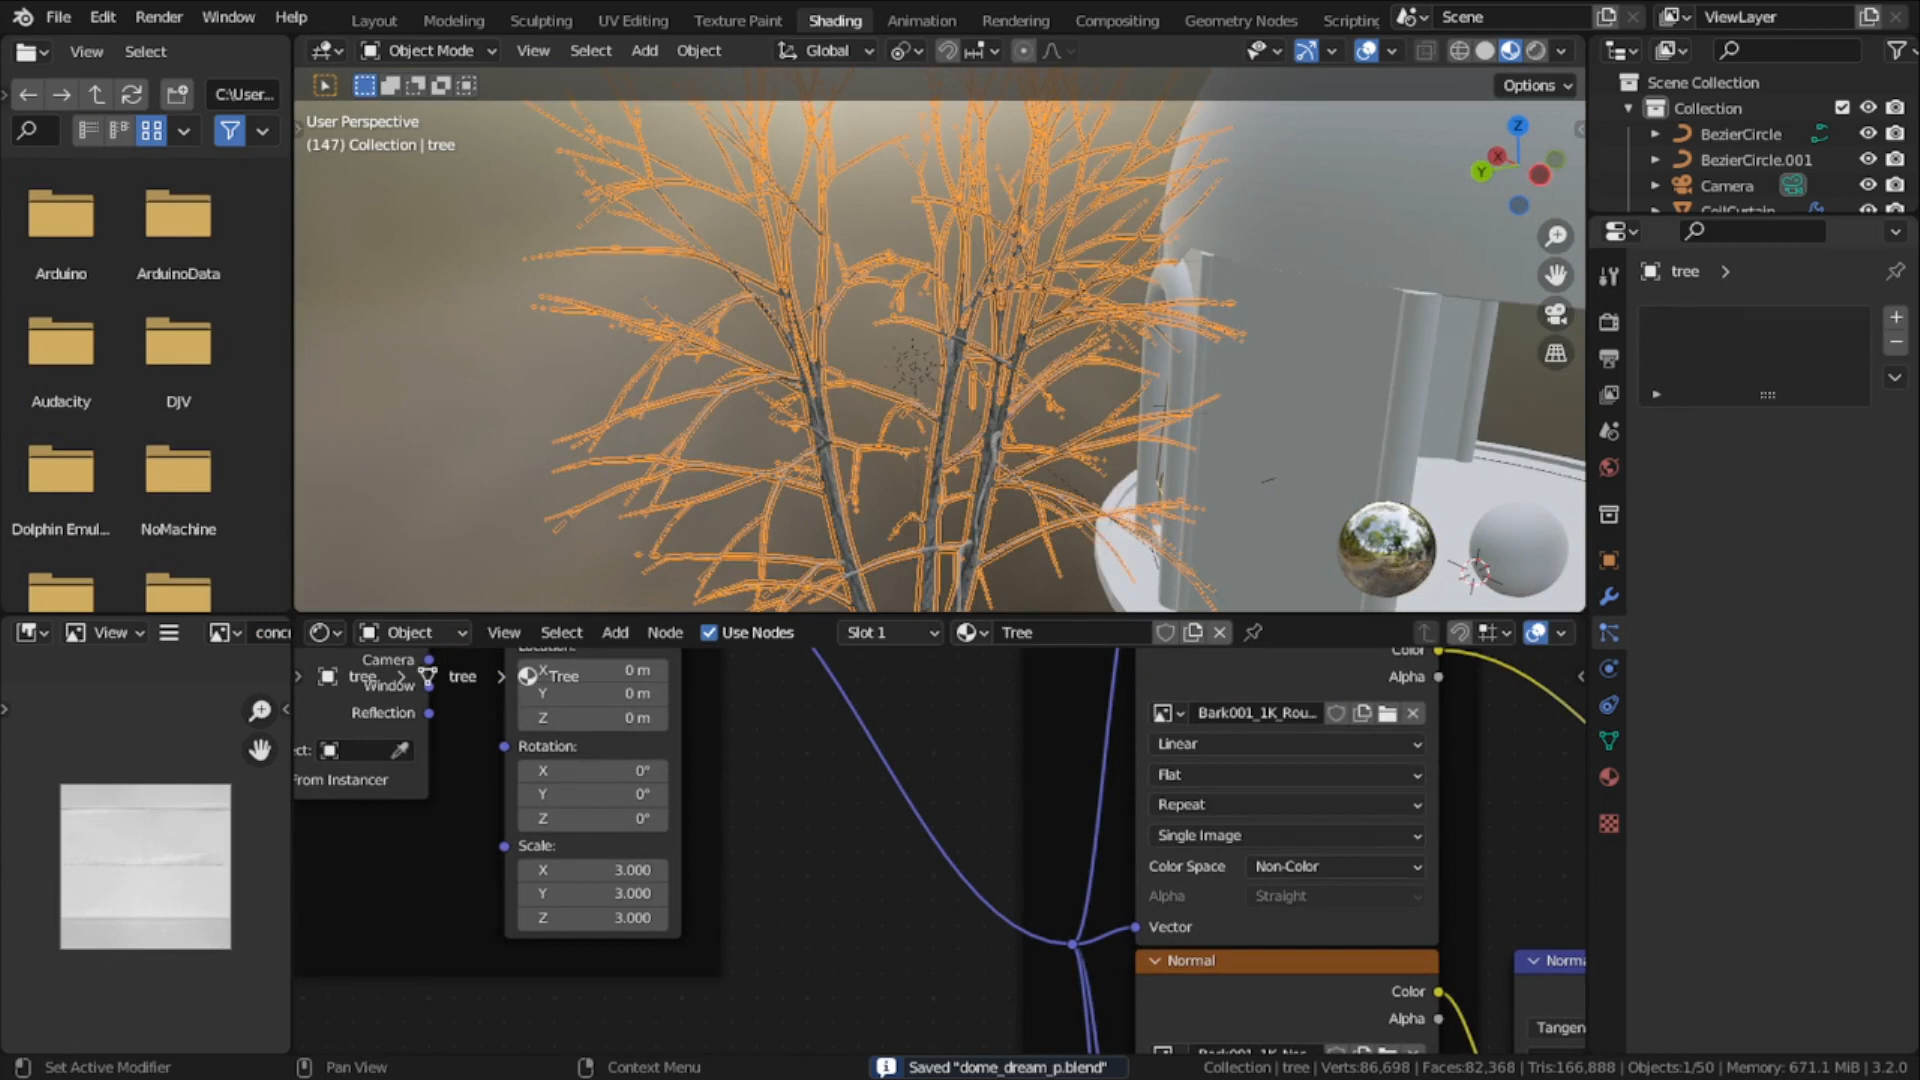 File Edit Render Window Help Layout Modeling Sculpting UV Editing Texture Paint Shading Animation Rendering Compositing Geometry Nodes Scripting Scene ViewLayer
View Select Object Mode View Select Add Object Global
C:\User... Options
User Perspective
(147) Collection | tree
Z
X
Y
Scene Collection
Collection
BezierCircle
BezierCircle.001
Camera
tree
Arduino ArduinoData
Audacity DJV
Dolphin Emul... NoMachine
View conc Object View Select Add Node Use Nodes Slot 1 Tree
Camera
Window
Reflection
ct:
From Instancer
tree tree Tree
X 0 m
Y 0 m
Z 0 m
Rotation:
X 0°
Y 0°
Z 0°
Scale:
X 3.000
Y 3.000
Z 3.000
Color
Alpha
Bark001_1K_Rou...
Linear
Flat
Repeat
Single Image
Color Space Non-Color
Alpha Straight
Vector
Normal
Color
Alpha
Norma
Tangen
Set Active Modifier Pan View Context Menu Saved "dome_dream_p.blend" Collection | tree | Verts:86,698 | Faces:82,368 | Tris:166,888 | Objects:1/50 | Memory: 671.1 MiB | 3.2.0